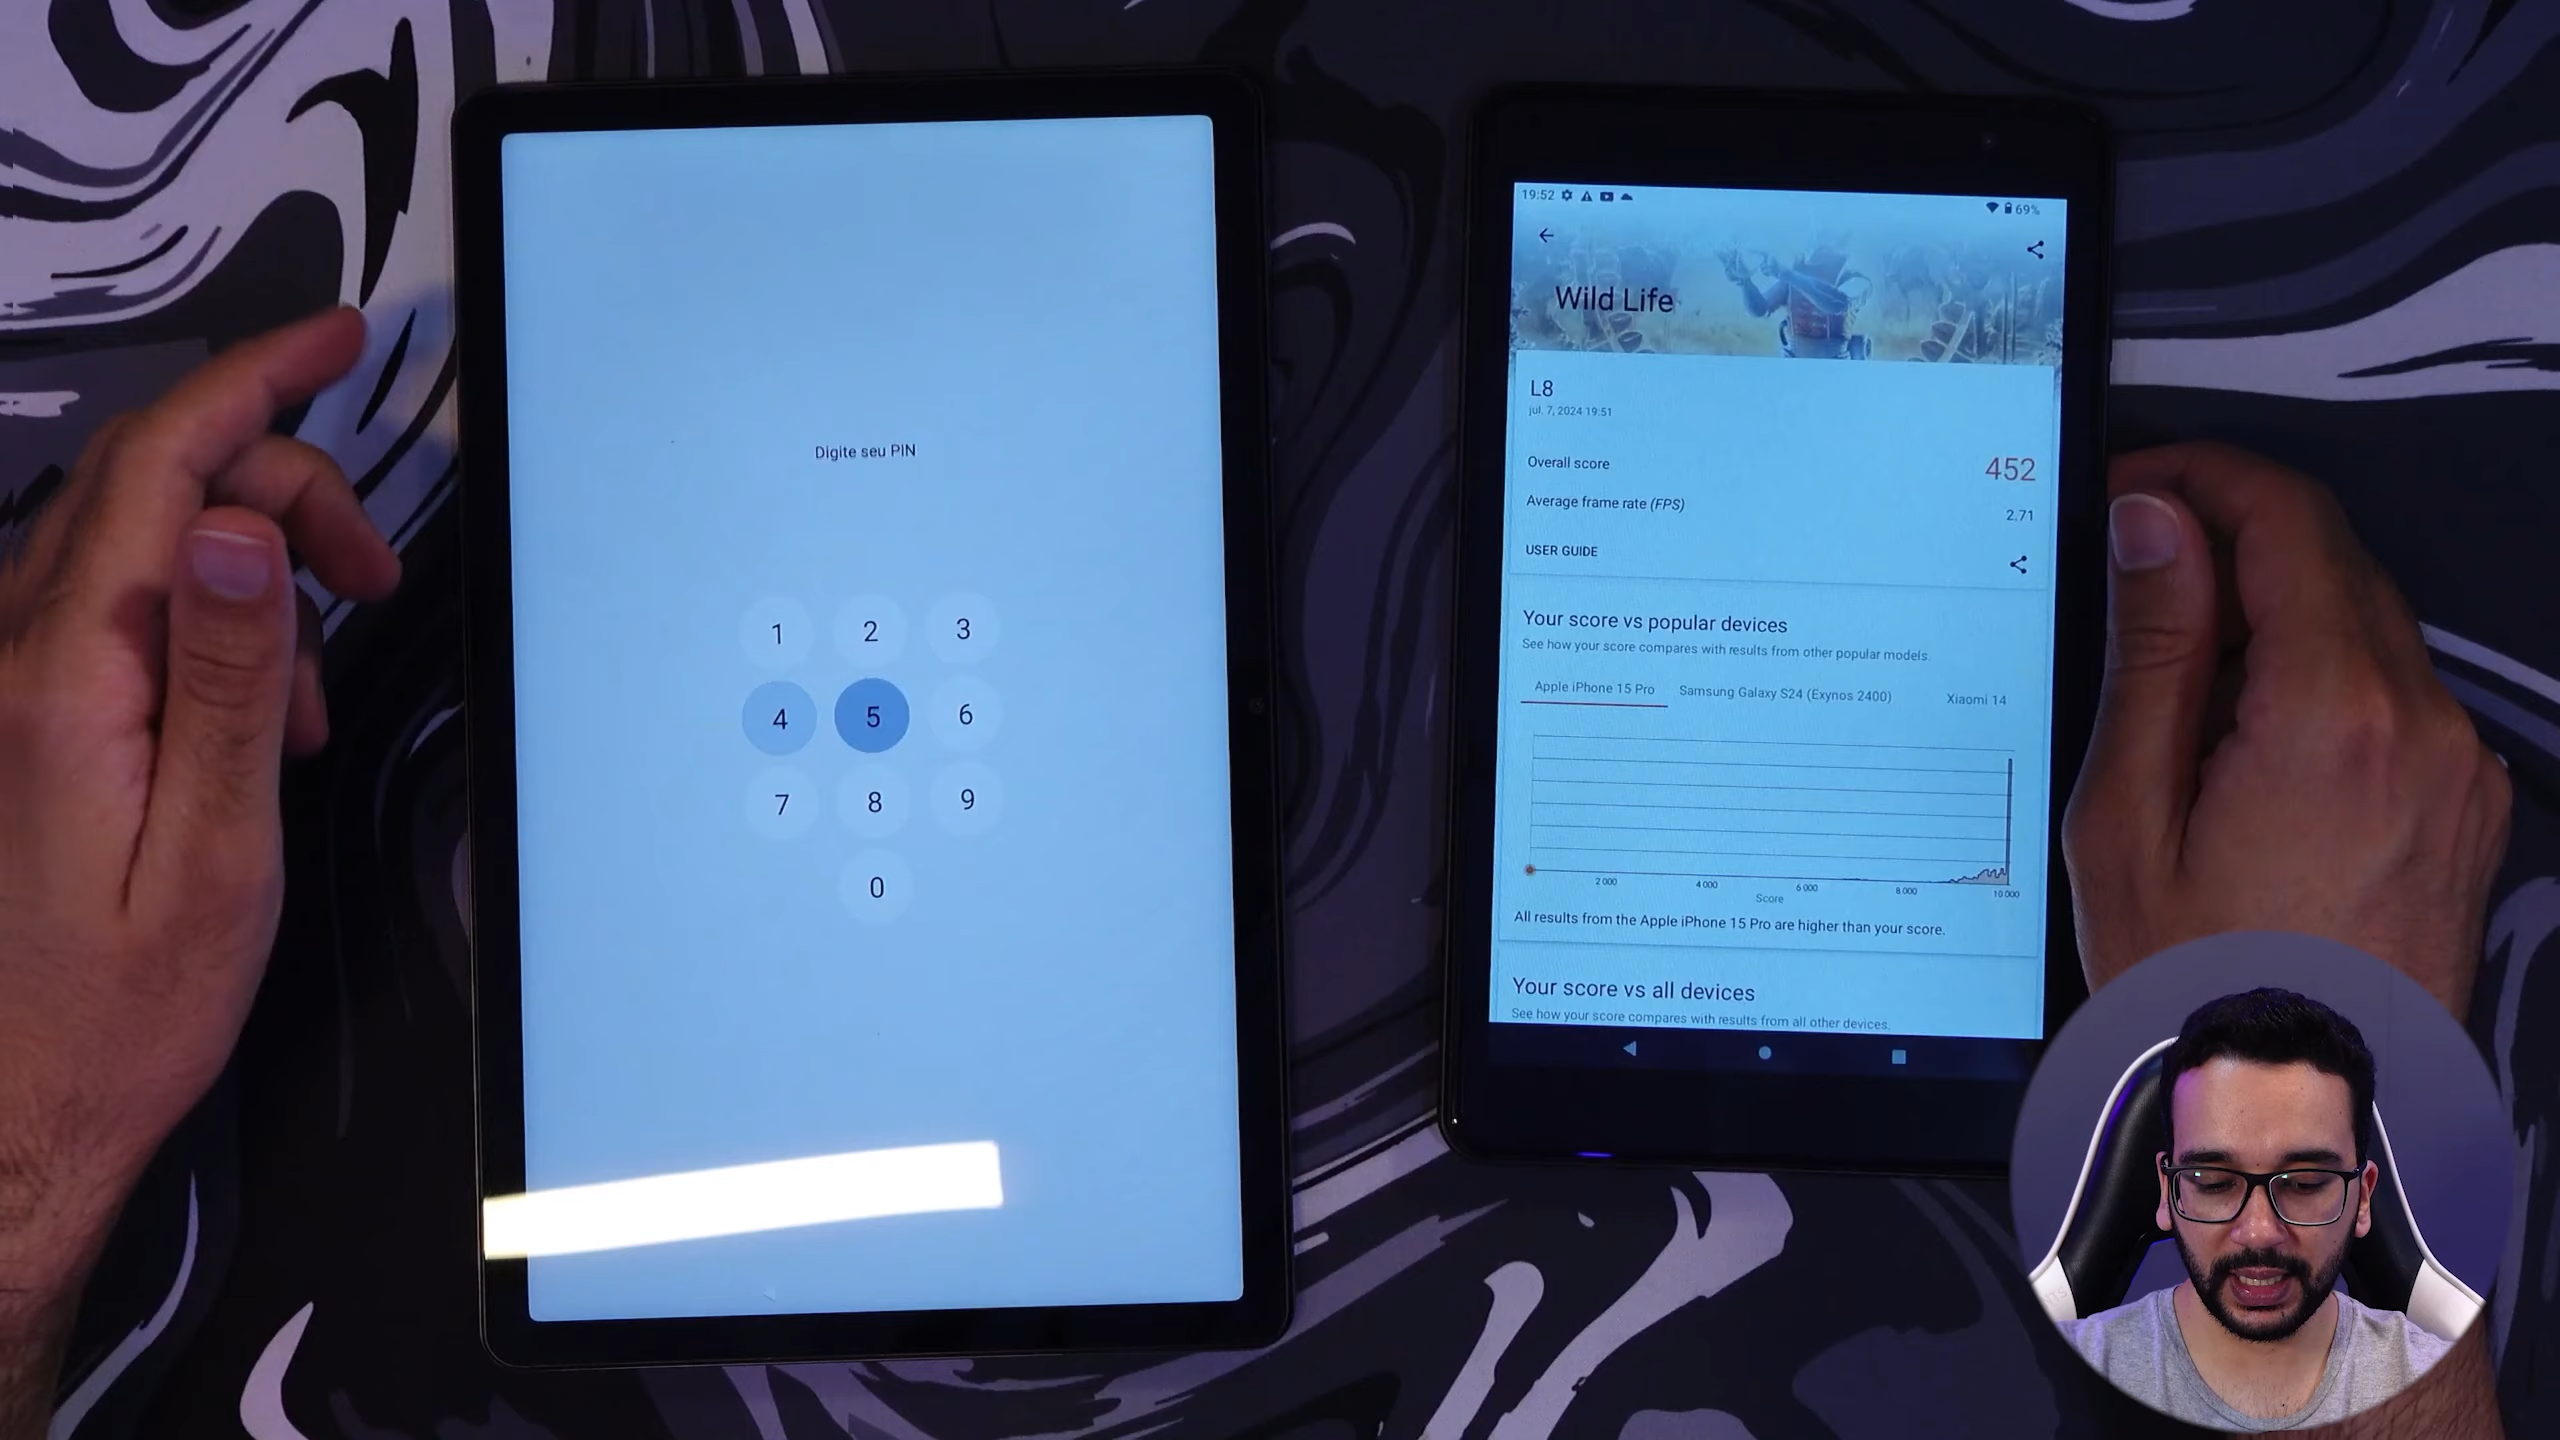 Digite seu PIN
1 2 3
4 5 6
7 8 9
0
19:52
69%
Wild Life
L8
jul. 7, 2024 19:51
Overall score
452
Average frame rate (FPS)
2.71
USER GUIDE
Your score vs popular devices
See how your score compares with results from other popular models.
Apple iPhone 15 Pro Samsung Galaxy S24 (Exynos 2400) Xiaomi 14
2 000 4 000 6 000 8 000 10 000
Score
All results from the Apple iPhone 15 Pro are higher than your score.
Your score vs all devices
See how your score compares with results from all other devices.